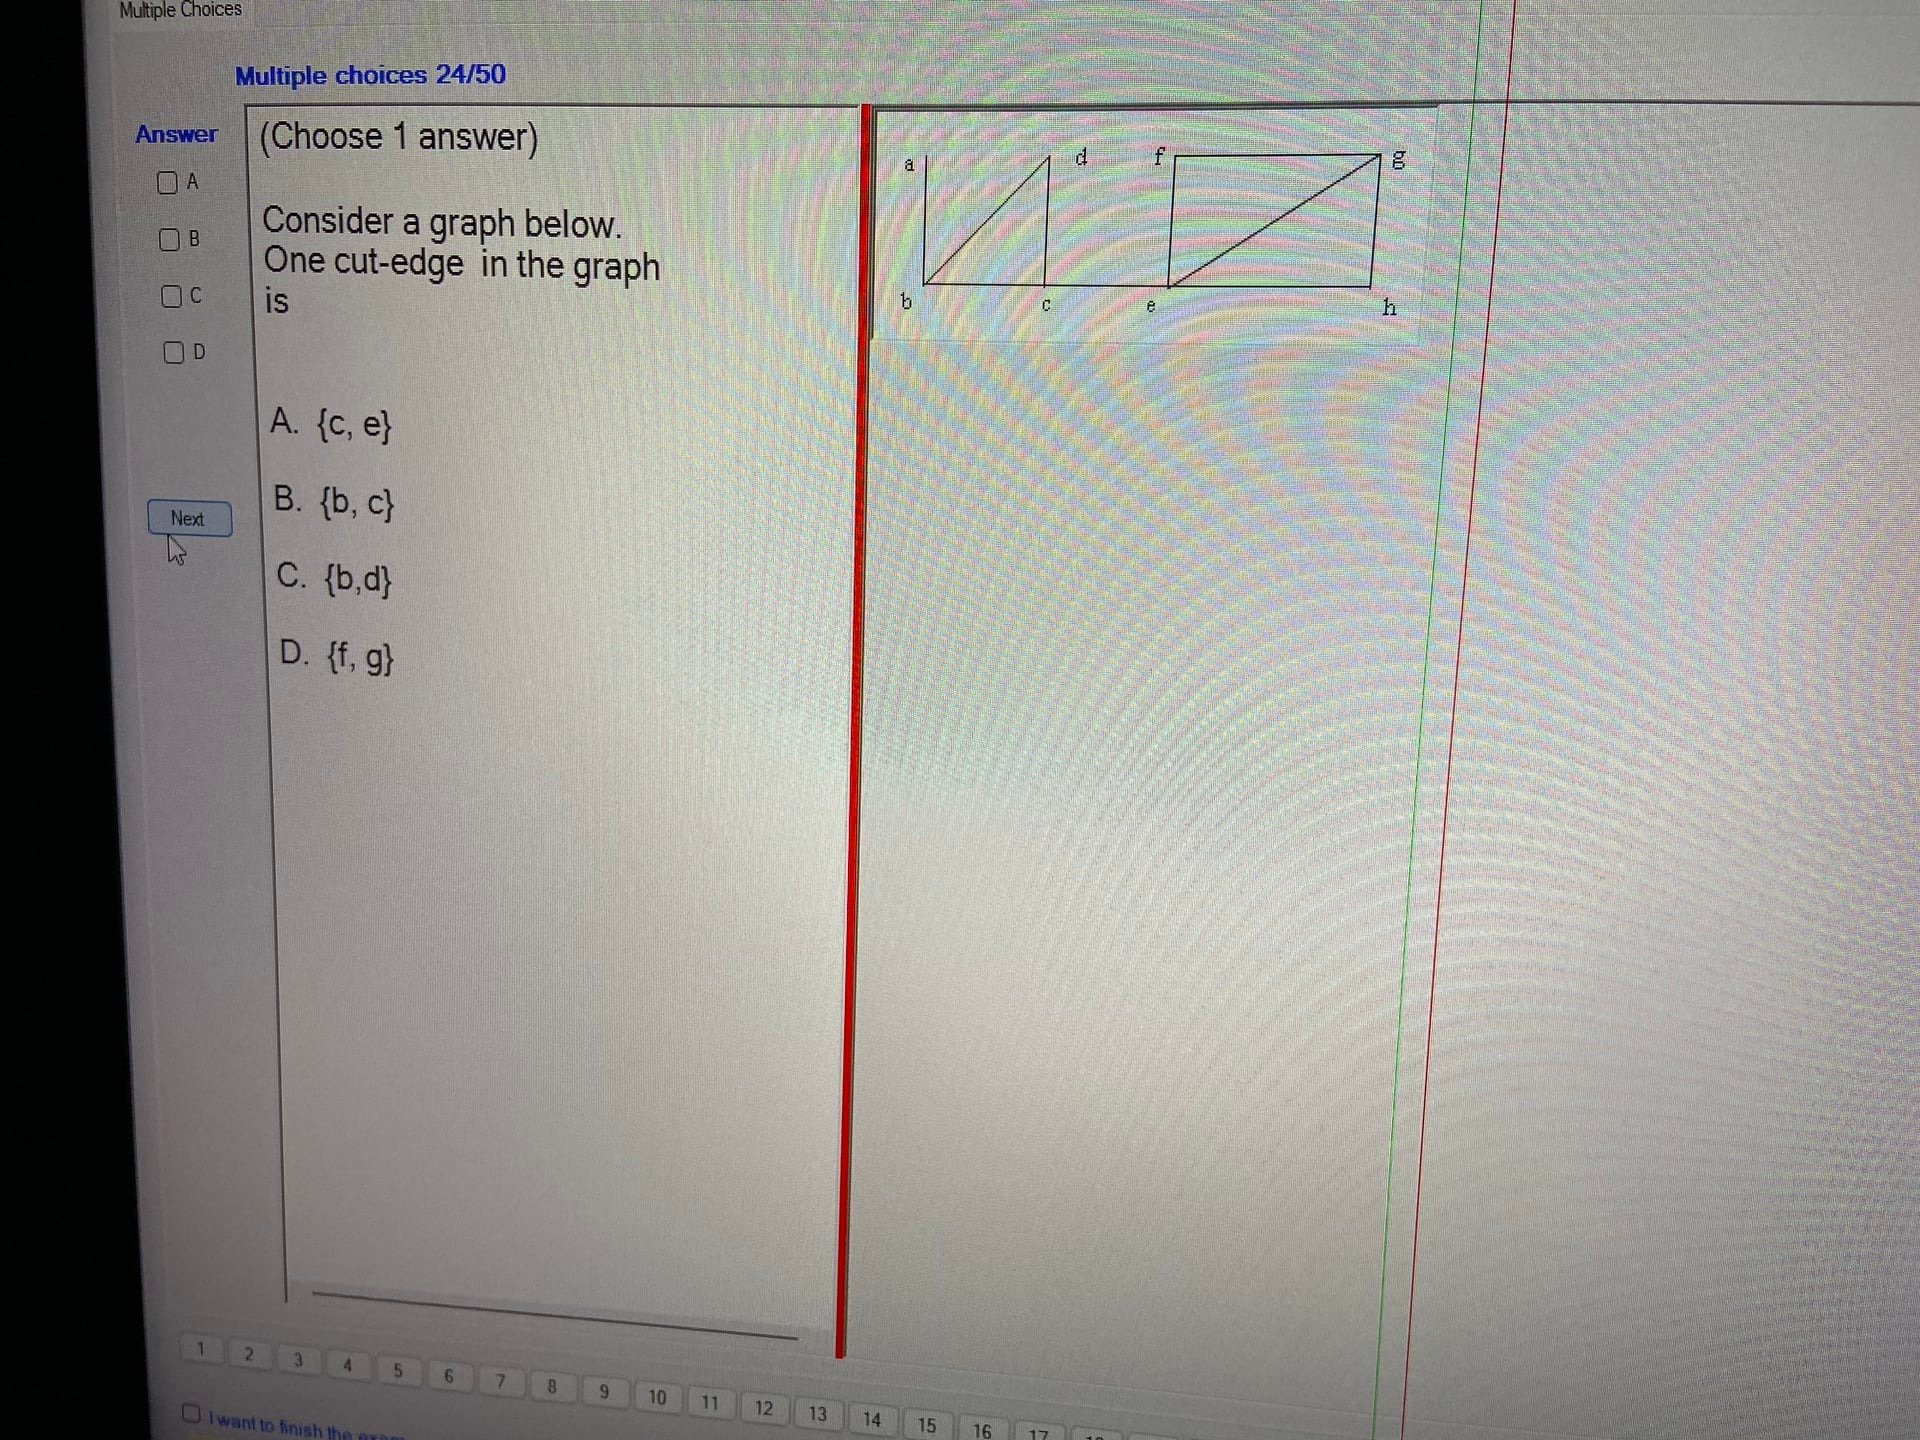 Multiple Choices
Multiple choices 24/50
Answer
A
B
C
D
Next
(Choose 1 answer)
Consider a graph below.
One cut-edge in the graph
is
A. {c, e}
B. {b, c}
C. {b,d}
D. {f, g}
a
d
f
g
b
c
e
h
1 2 3 4 5 6 7 8 9 10 11 12 13 14 15 16 17
I want to finish the